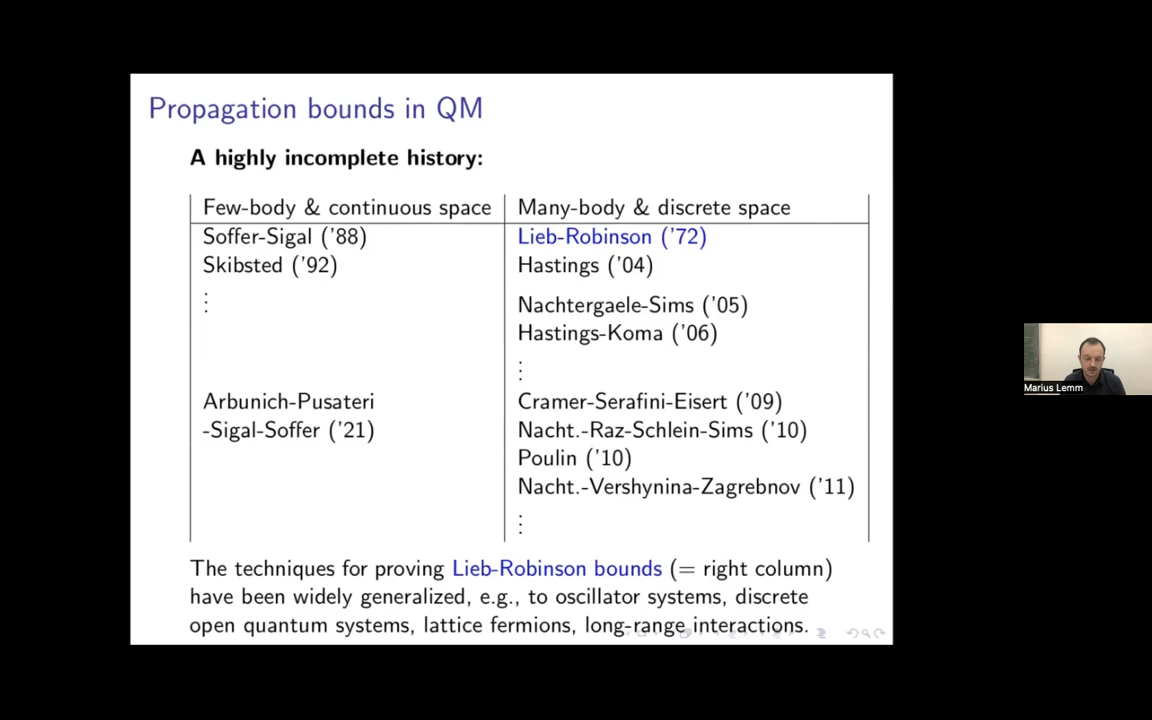 Propagation bounds in QM
A highly incomplete history:
Few-body & continuous space
Many-body & discrete space
Soffer-Sigal ('88)
Lieb-Robinson ('72)
Skibsted ('92)
Hastings ('04)
⋮
Nachtergaele-Sims ('05)
Hastings-Koma ('06)
⋮
Arbunich-Pusateri
Cramer-Serafini-Eisert ('09)
-Sigal-Soffer ('21)
Nacht.-Raz-Schlein-Sims ('10)
Poulin ('10)
Nacht.-Vershynina-Zagrebnov ('11)
⋮
The techniques for proving Lieb-Robinson bounds (= right column)
have been widely generalized, e.g., to oscillator systems, discrete
open quantum systems, lattice fermions, long-range interactions.
Marius Lemm